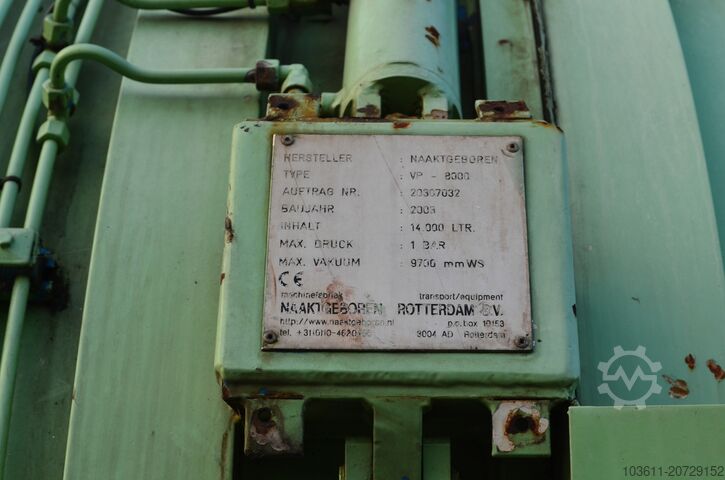 HERSTELLER : NAAKTGEBOREN
TYPE : VP - 8000
AUFTRAG NR. : 20367032
BAUJAHR : 2003
INHALT : 14.000 LTR.
MAX. DRUCK : 1 BAR
MAX. VAKUUM : 9700 mmWS
CE
machinefabriek transport/equipment
NAAKTGEBOREN ROTTERDAM B.V.
http://www.naaktgeboren.nl p.o.box 10153
tel. 3004 AD Rotterdam
103611-20729152